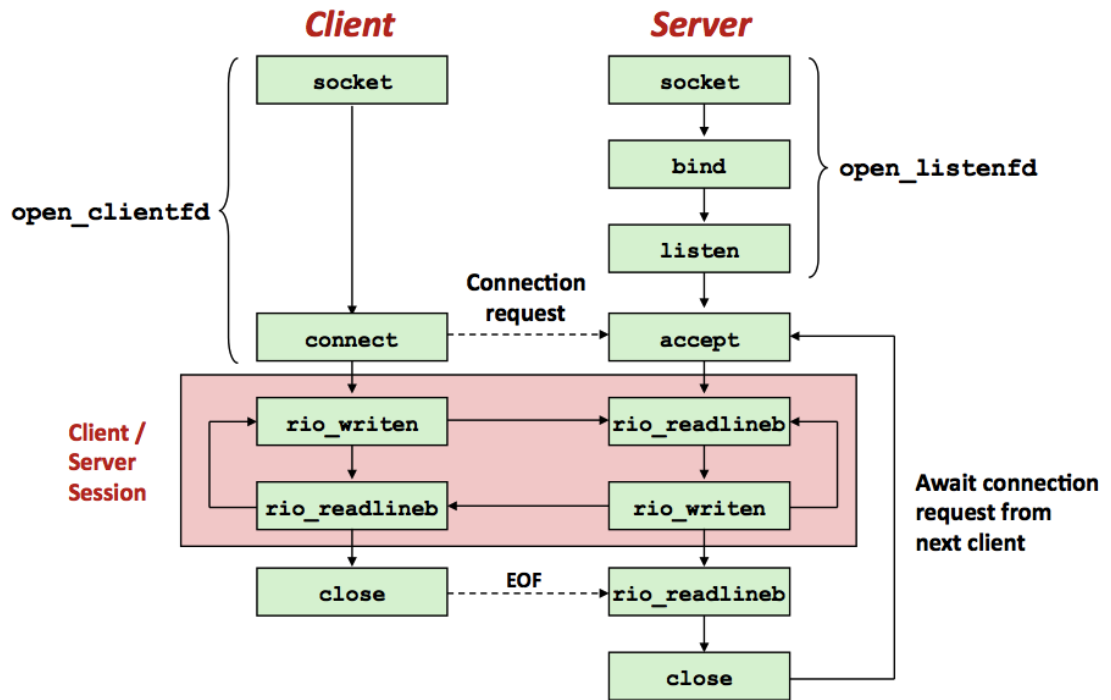 Client
Server
socket
socket
bind
open_listenfd
open_clientfd
listen
Connection
request
connect
accept
Client /
Server
Session
rio_writen
rio_readlineb
rio_readlineb
rio_writen
Await connection
request from
next client
close
EOF
rio_readlineb
close